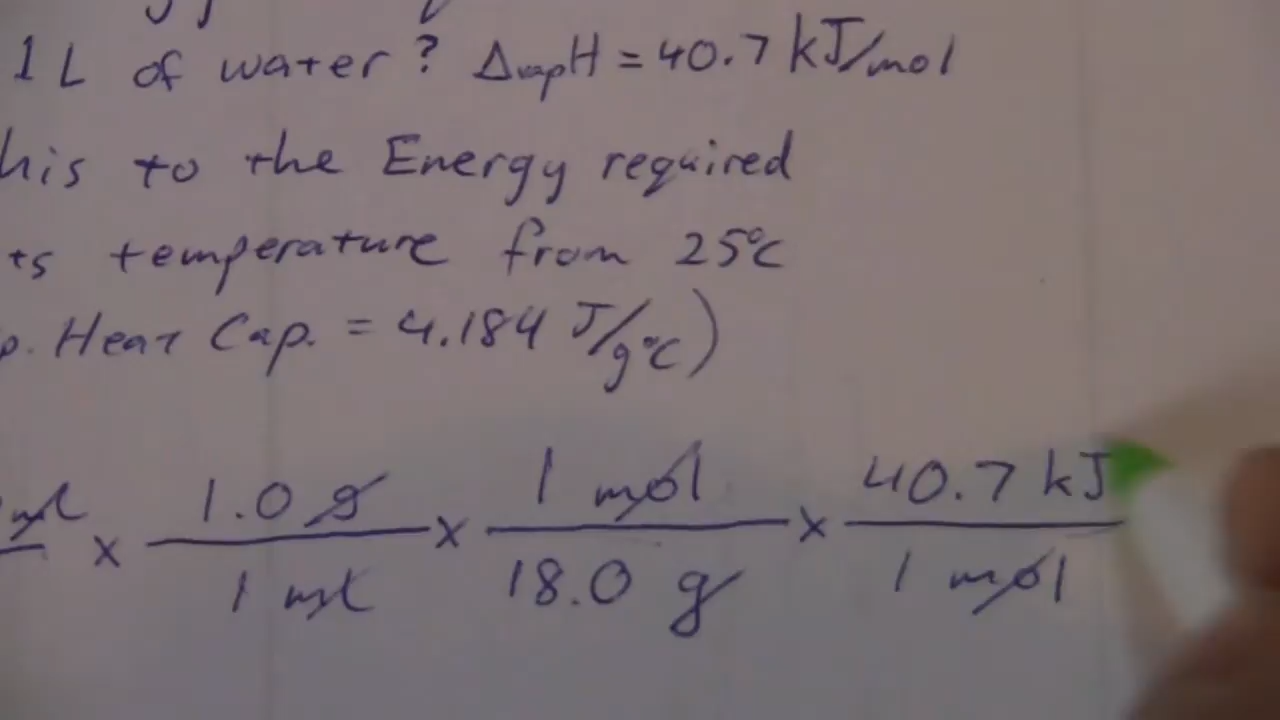 1 L of water? ΔvapH = 40.7 kJ/mol
his to the Energy required
ts temperature from 25°C
p. Heat Cap. = 4.184 J/g°C)
mL × 1.0 g / 1 mL × 1 mol / 18.0 g × 40.7 kJ / 1 mol